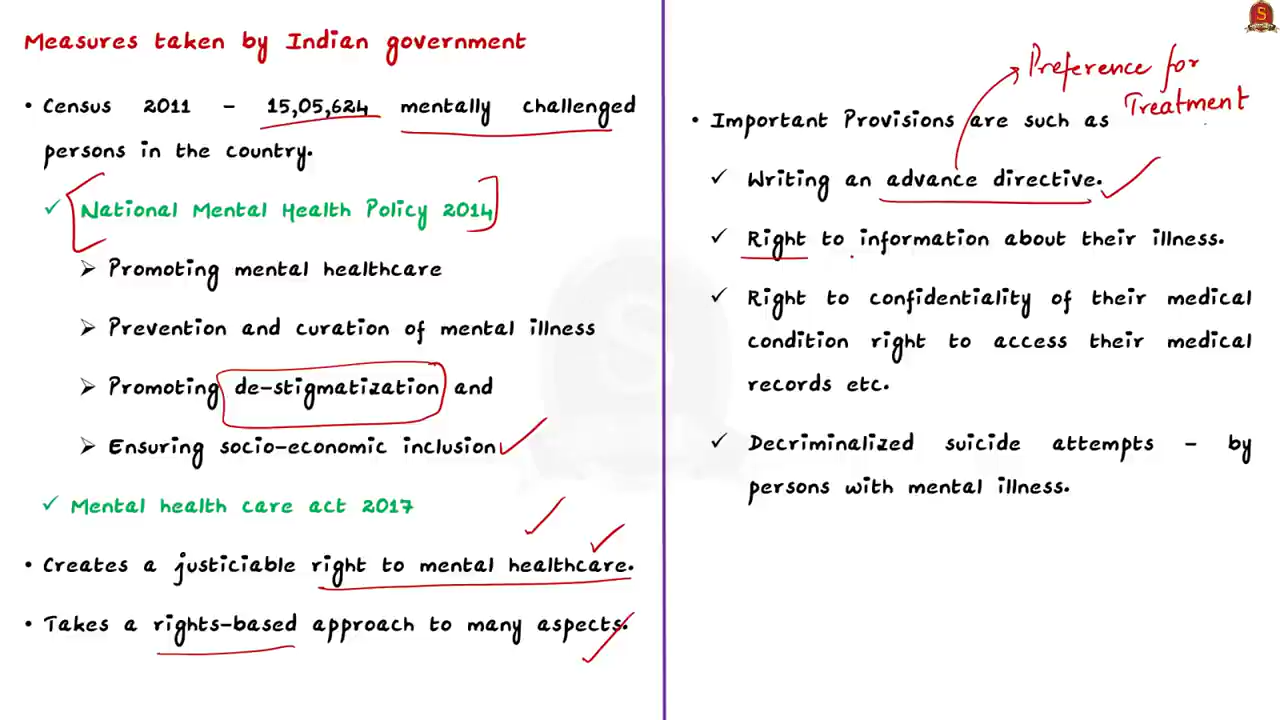 Measures taken by Indian government
• Census 2011 – 15,05,624 mentally challenged
persons in the country.
✓ National Mental Health Policy 2014
➢ Promoting mental healthcare
➢ Prevention and curation of mental illness
➢ Promoting de-stigmatization and
➢ Ensuring socio-economic inclusion
✓ Mental health care act 2017
• Creates a justiciable right to mental healthcare.
• Takes a rights-based approach to many aspects.
Preference for
Treatment
• Important Provisions are such as
✓ Writing an advance directive.
✓ Right to information about their illness.
✓ Right to confidentiality of their medical
condition right to access their medical
records etc.
✓ Decriminalized suicide attempts – by
persons with mental illness.
S